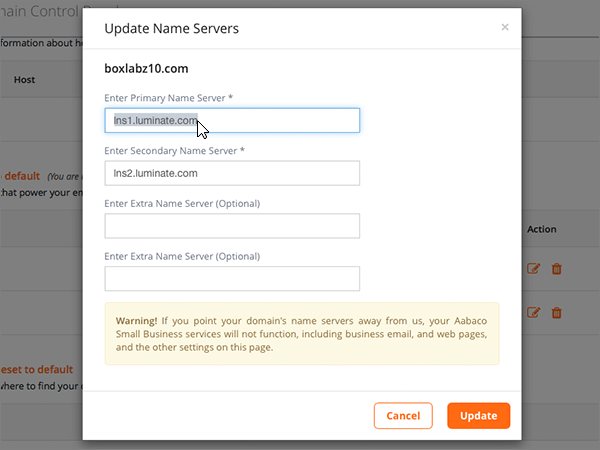 Control
Update Name Servers
×
formation about
Host
boxlabz10.com
Enter Primary Name Server *
lns1.luminate.com
Enter Secondary Name Server *
lns2.luminate.com
default (You are
that power your
Enter Extra Name Server (Optional)
Action
Enter Extra Name Server (Optional)
Warning! If you point your domain's name servers away from us, your Aabaco
Small Business services will not function, including business email, and web pages,
and the other settings on this page.
eset to default
where to find your
Cancel
Update